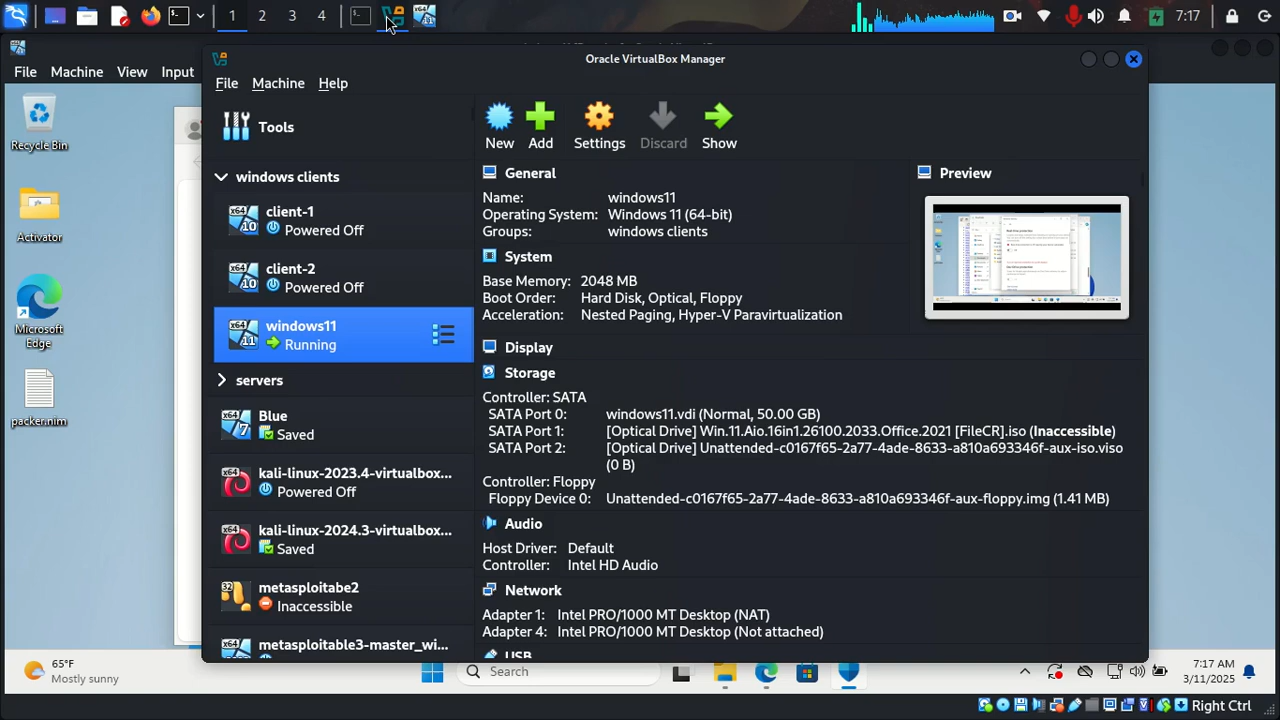 1 2 3 4
7:17
Oracle VirtualBox Manager
File Machine View Input
File Machine Help
Recycle Bin
Activator
Microsoft
Edge
packer.nim
Tools
New Add Settings Discard Show
windows clients
client-1
Powered Off
client-2
Powered Off
windows11
Running
servers
Blue
Saved
kali-linux-2023.4-virtualbox...
Powered Off
kali-linux-2024.3-virtualbox...
Saved
metasploitabe2
Inaccessible
metasploitable3-master_wi...
General
Name: windows11
Operating System: Windows 11 (64-bit)
Groups: windows clients
System
Base Memory: 2048 MB
Boot Order: Hard Disk, Optical, Floppy
Acceleration: Nested Paging, Hyper-V Paravirtualization
Display
Storage
Controller: SATA
SATA Port 0: windows11.vdi (Normal, 50.00 GB)
SATA Port 1: [Optical Drive] Win.11.Aio.16in1.26100.2033.Office.2021 [FileCR].iso (Inaccessible)
SATA Port 2: [Optical Drive] Unattended-c0167f65-2a77-4ade-8633-a810a693346f-aux-iso.viso
(0 B)
Controller: Floppy
Floppy Device 0: Unattended-c0167f65-2a77-4ade-8633-a810a693346f-aux-floppy.img (1.41 MB)
Audio
Host Driver: Default
Controller: Intel HD Audio
Network
Adapter 1: Intel PRO/1000 MT Desktop (NAT)
Adapter 4: Intel PRO/1000 MT Desktop (Not attached)
USB
Preview
65°F
Mostly sunny
Search
7:17 AM
3/11/2025
Right Ctrl